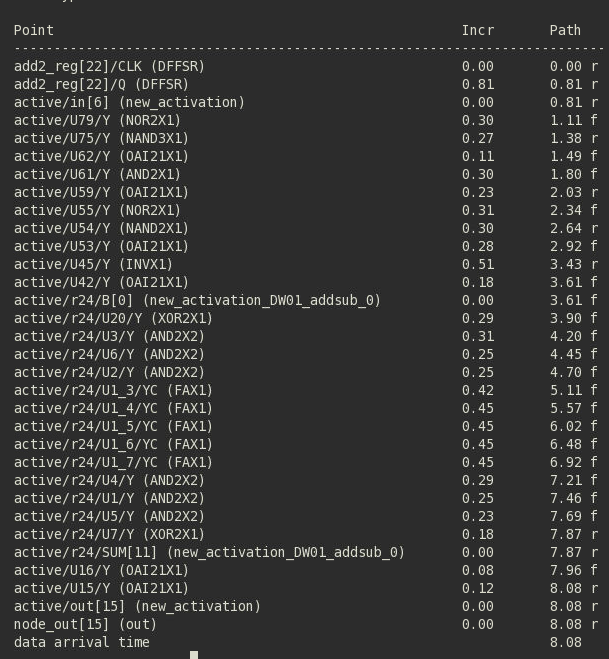 Point Incr Path
--------------------------------------------------------------------------
add2_reg[22]/CLK (DFFSR) 0.00 0.00 r
add2_reg[22]/Q (DFFSR) 0.81 0.81 r
active/in[6] (new_activation) 0.00 0.81 r
active/U79/Y (NOR2X1) 0.30 1.11 f
active/U75/Y (NAND3X1) 0.27 1.38 r
active/U62/Y (OAI21X1) 0.11 1.49 f
active/U61/Y (AND2X1) 0.30 1.80 f
active/U59/Y (OAI21X1) 0.23 2.03 r
active/U55/Y (NOR2X1) 0.31 2.34 f
active/U54/Y (NAND2X1) 0.30 2.64 r
active/U53/Y (OAI21X1) 0.28 2.92 f
active/U45/Y (INVX1) 0.51 3.43 r
active/U42/Y (OAI21X1) 0.18 3.61 f
active/r24/B[0] (new_activation_DW01_addsub_0) 0.00 3.61 f
active/r24/U20/Y (XOR2X1) 0.29 3.90 f
active/r24/U3/Y (AND2X2) 0.31 4.20 f
active/r24/U6/Y (AND2X2) 0.25 4.45 f
active/r24/U2/Y (AND2X2) 0.25 4.70 f
active/r24/U1_3/YC (FAX1) 0.42 5.11 f
active/r24/U1_4/YC (FAX1) 0.45 5.57 f
active/r24/U1_5/YC (FAX1) 0.45 6.02 f
active/r24/U1_6/YC (FAX1) 0.45 6.48 f
active/r24/U1_7/YC (FAX1) 0.45 6.92 f
active/r24/U4/Y (AND2X2) 0.29 7.21 f
active/r24/U1/Y (AND2X2) 0.25 7.46 f
active/r24/U5/Y (AND2X2) 0.23 7.69 f
active/r24/U7/Y (XOR2X1) 0.18 7.87 r
active/r24/SUM[11] (new_activation_DW01_addsub_0) 0.00 7.87 r
active/U16/Y (OAI21X1) 0.08 7.96 f
active/U15/Y (OAI21X1) 0.12 8.08 r
active/out[15] (new_activation) 0.00 8.08 r
node_out[15] (out) 0.00 8.08 r
data arrival time 8.08